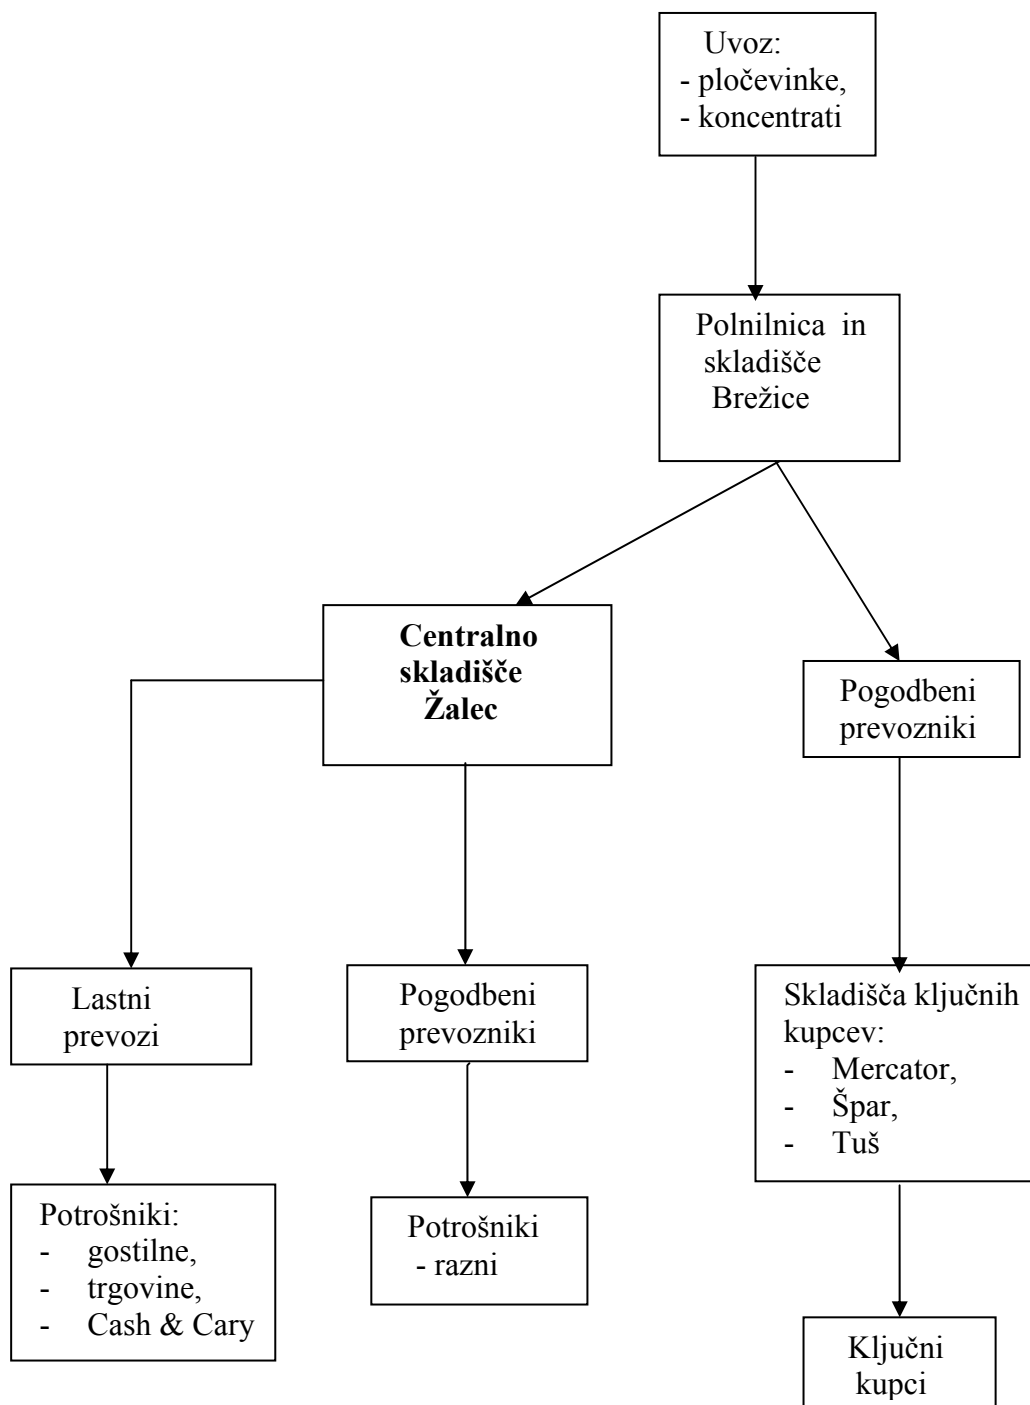 Uvoz:
- pločevinke,
- koncentrati
Polnilnica in
skladišče
Brežice
Centralno
skladišče
Žalec
Pogodbeni
prevozniki
Lastni
prevozi
Pogodbeni
prevozniki
Skladišča ključnih
kupcev:
- Mercator,
- Špar,
- Tuš
Potrošniki:
- gostilne,
- trgovine,
- Cash & Cary
Potrošniki
- razni
Ključni
kupci